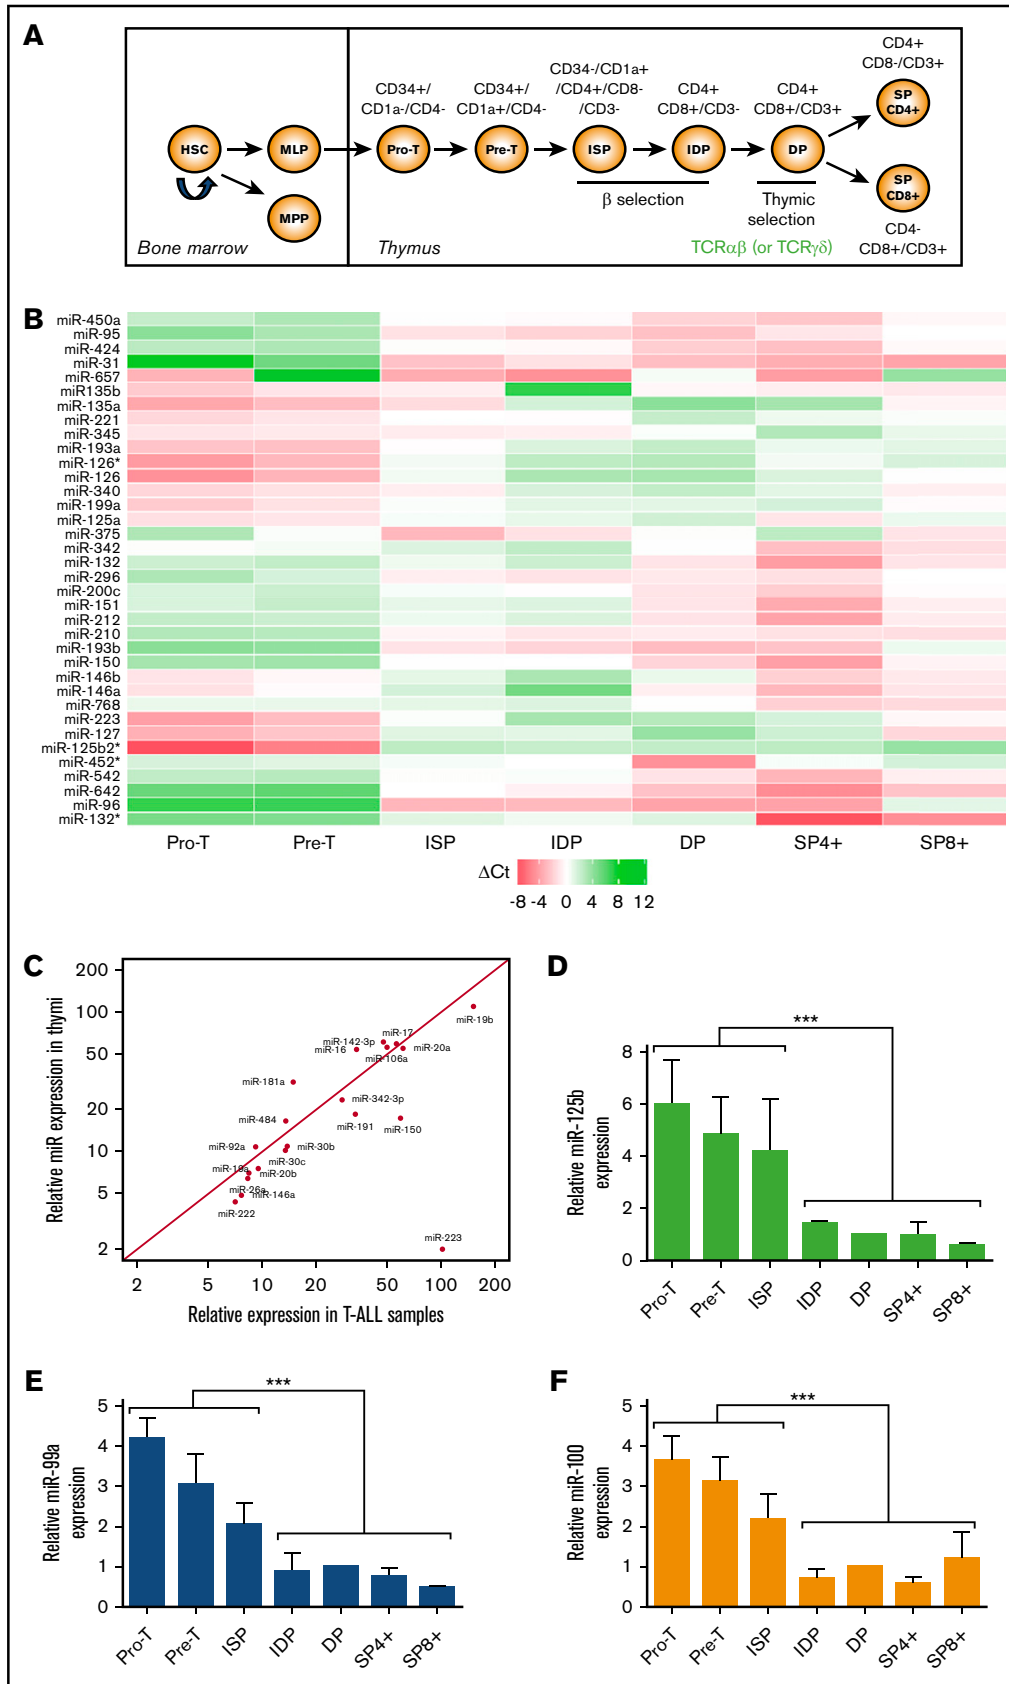 A
CD4+
CD8-/CD3+
CD34-/CD1a+
/CD4+/CD8-
/CD3-
CD34+/
CD1a-/CD4-
CD34+/
CD1a+/CD4-
CD4+
CD8+/CD3-
CD4+
CD8+/CD3+
SP
CD4+
HSC
MLP
Pro-T
Pre-T
ISP
IDP
DP
SP
CD8+
MPP
β selection
Thymic
selection
CD4-
CD8+/CD3+
Bone marrow
Thymus
TCRαβ (or TCRγδ)
B
miR-450a
miR-95
miR-424
miR-31
miR-657
miR135b
miR-135a
miR-221
miR-345
miR-193a
miR-126*
miR-126
miR-340
miR-199a
miR-125a
miR-375
miR-342
miR-132
miR-296
miR-200c
miR-151
miR-212
miR-210
miR-193b
miR-150
miR-146b
miR-146a
miR-768
miR-223
miR-127
miR-125b2*
miR-452*
miR-542
miR-642
miR-96
miR-132*
Pro-T Pre-T ISP IDP DP SP4+ SP8+
ΔCt
-8 -4 0 4 8 12
C
Relative miR expression in thymi
200
100
50
20
10
5
2
miR-19b
miR-17
miR-142-3p
miR-16
miR-20a
miR-106a
miR-181a
miR-342-3p
miR-484
miR-191
miR-150
miR-92a
miR-30b
miR-30c
miR-19a
miR-20b
miR-26a
miR-146a
miR-222
miR-223
2 5 10 20 50 100 200
Relative expression in T-ALL samples
D
Relative miR-125b
expression
***
8
6
4
2
0
Pro-T Pre-T ISP IDP DP SP4+ SP8+
E
Relative miR-99a
expression
***
5
4
3
2
1
0
Pro-T Pre-T ISP IDP DP SP4+ SP8+
F
Relative miR-100
expression
***
5
4
3
2
1
0
Pro-T Pre-T ISP IDP DP SP4+ SP8+